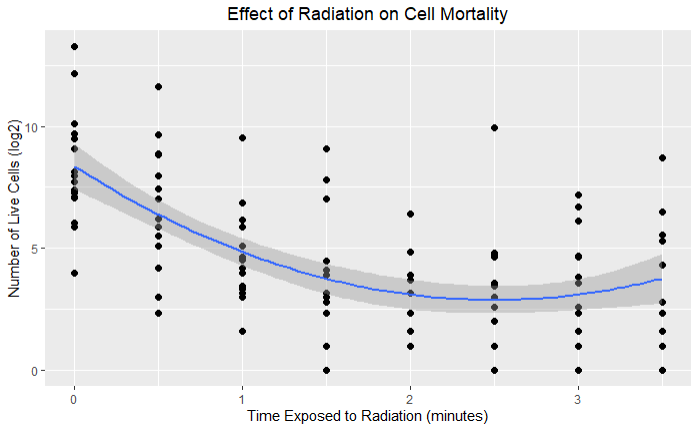 Effect of Radiation on Cell Mortality
Number of Live Cells (log2)
10
5
0
0 1 2 3
Time Exposed to Radiation (minutes)